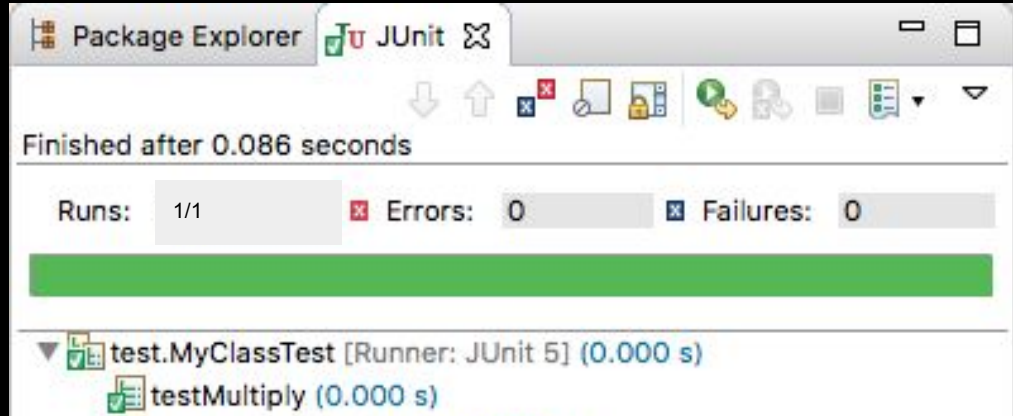 Package Explorer JU JUnit
Finished after 0.086 seconds
Runs: 1/1 Errors: 0 Failures: 0
test.MyClassTest [Runner: JUnit 5] (0.000 s)
testMultiply (0.000 s)